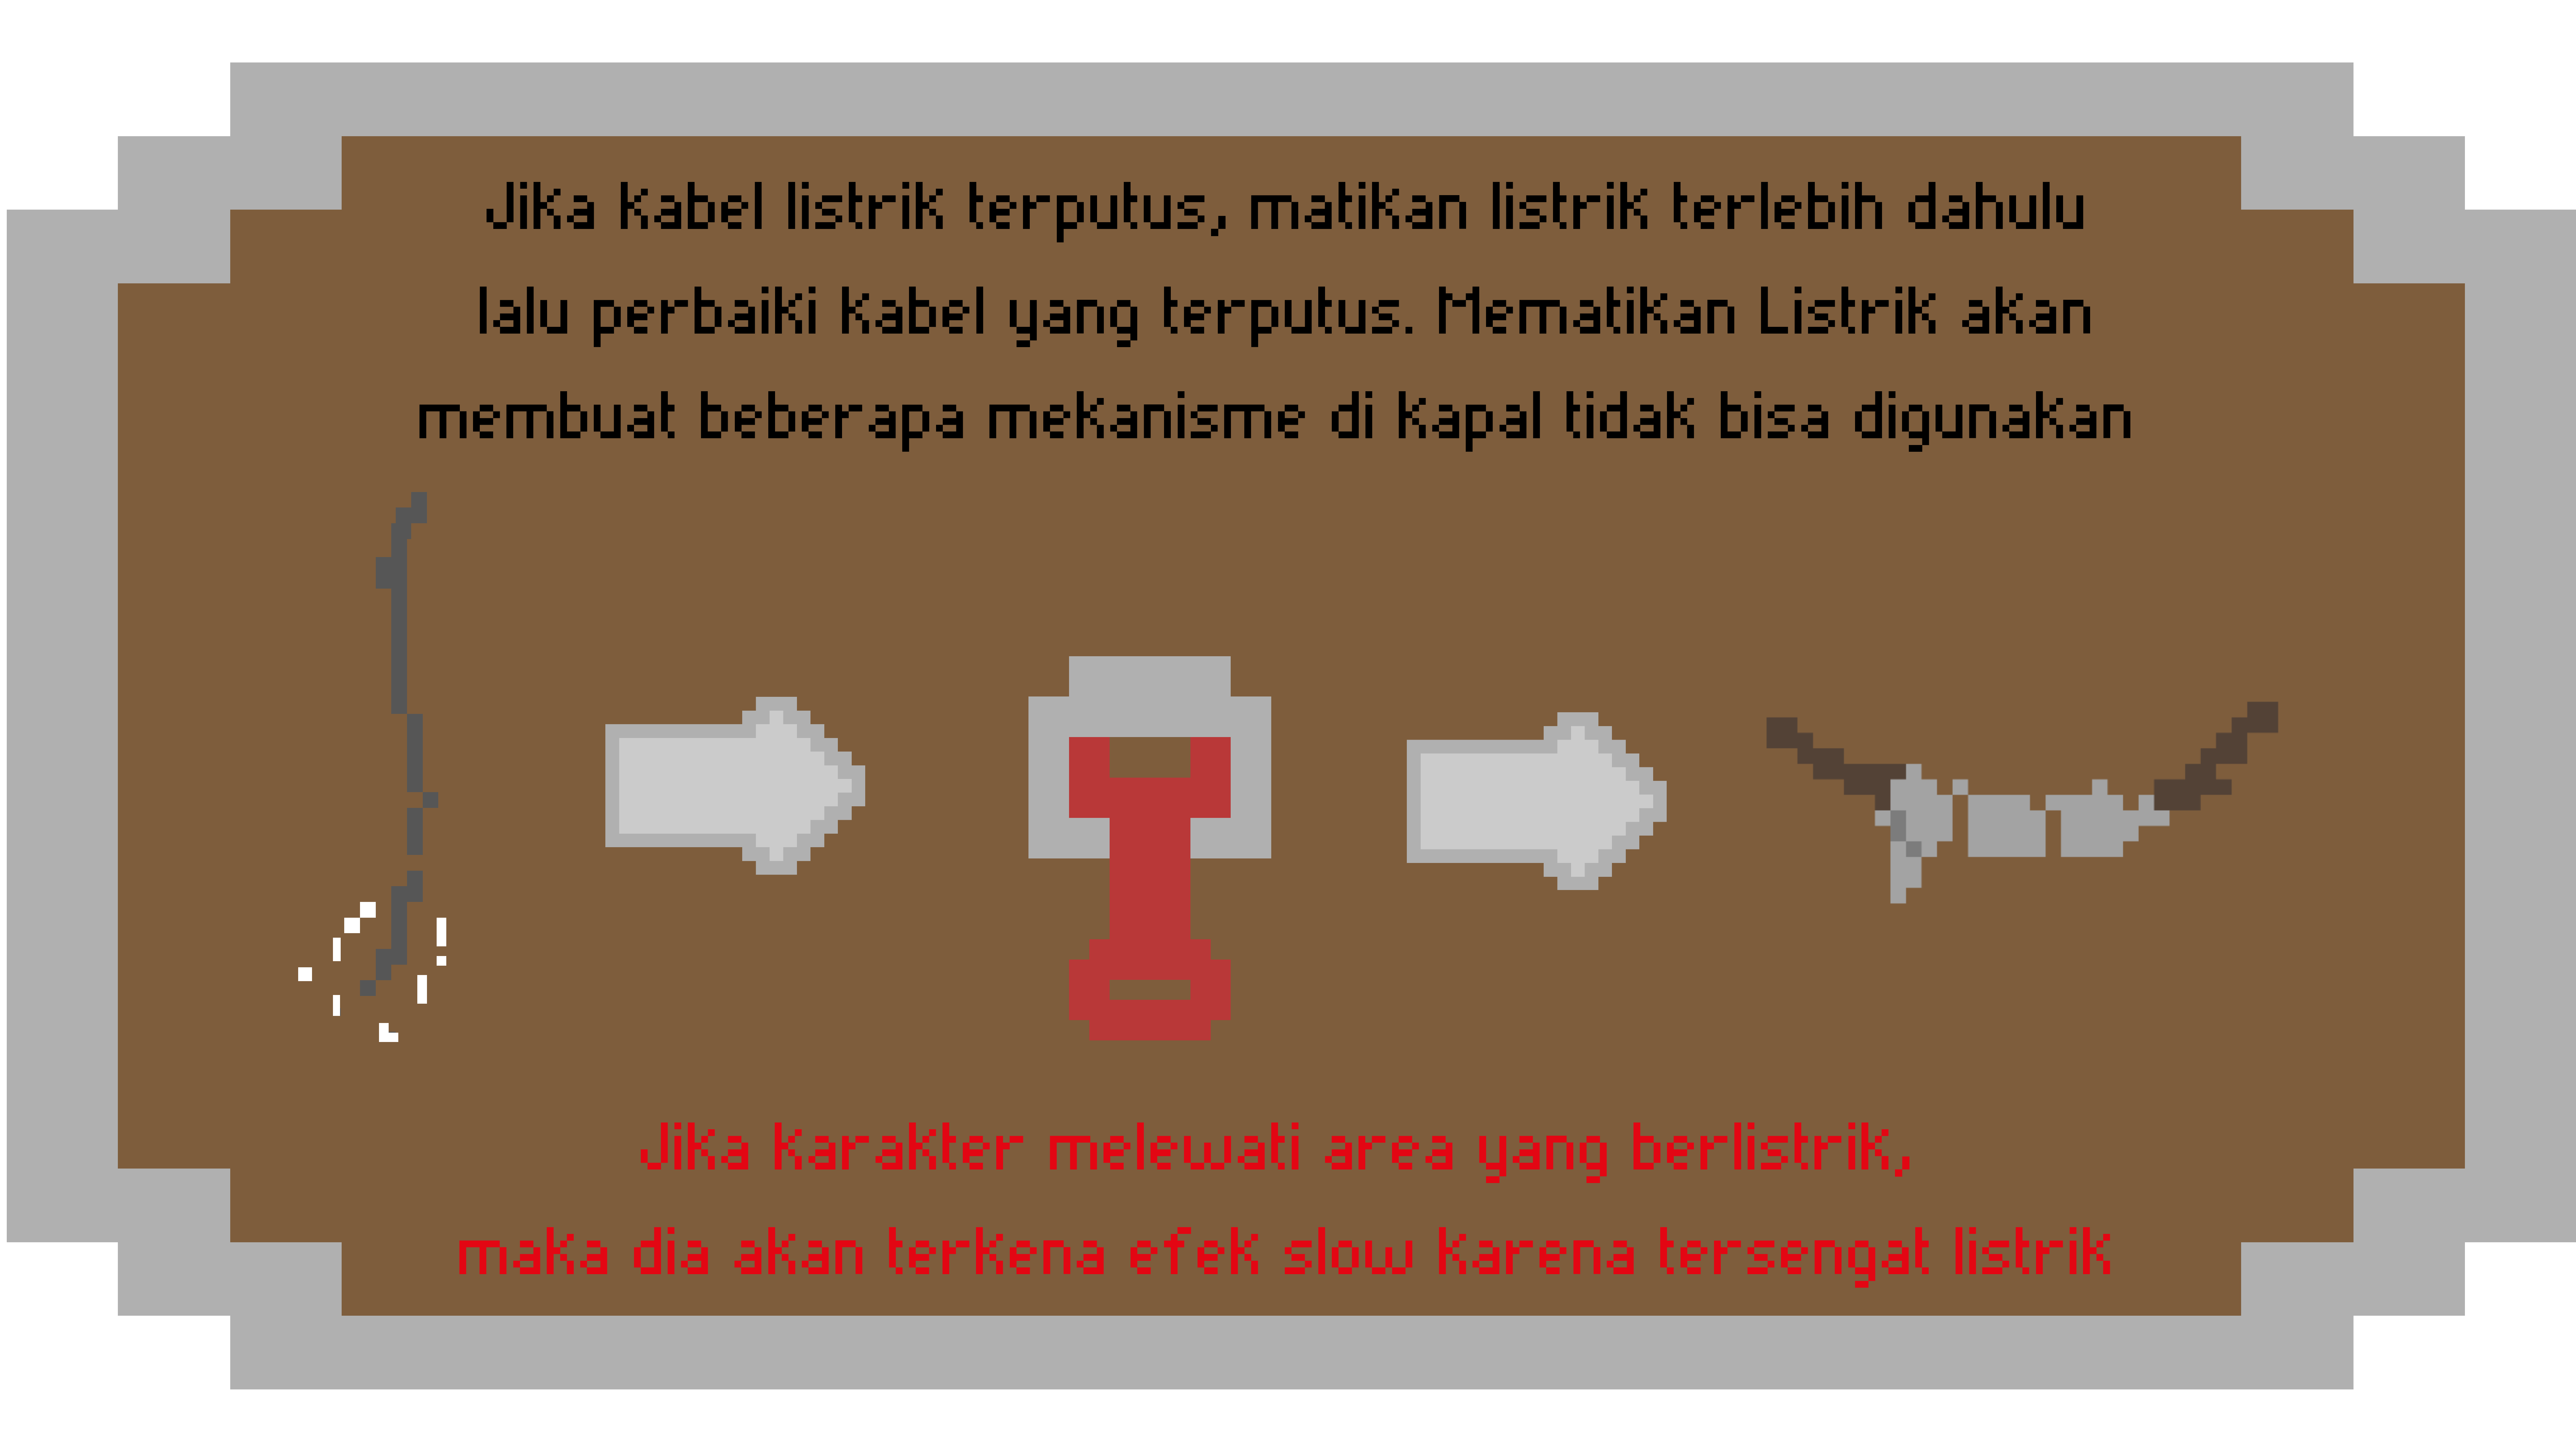 Jika kabel listrik terputus, matikan listrik terlebih dahulu
lalu perbaiki kabel yang terputus. Mematikan Listrik akan
membuat beberapa mekanisme di kapal tidak bisa digunakan
Jika karakter melewati area yang berlistrik,
maka dia akan terkena efek slow karena tersengat listrik